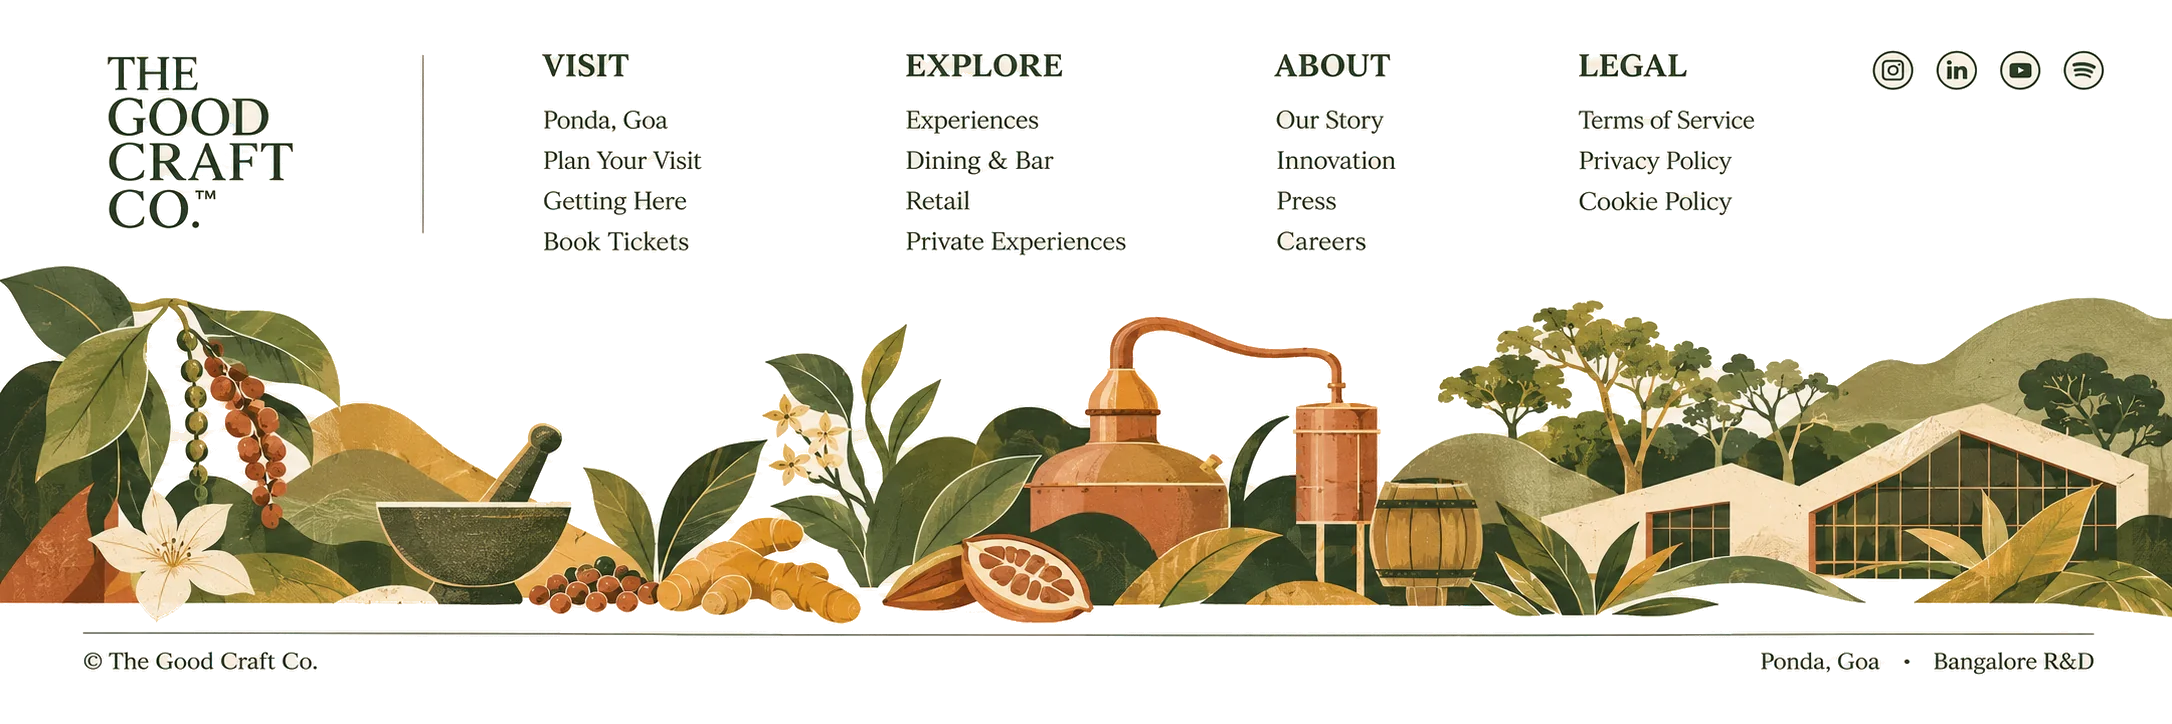 THE
GOOD
CRAFT
CO.™
VISIT
Ponda, Goa
Plan Your Visit
Getting Here
Book Tickets
EXPLORE
Experiences
Dining & Bar
Retail
Private Experiences
ABOUT
Our Story
Innovation
Press
Careers
LEGAL
Terms of Service
Privacy Policy
Cookie Policy
in
© The Good Craft Co.
Ponda, Goa • Bangalore R&D